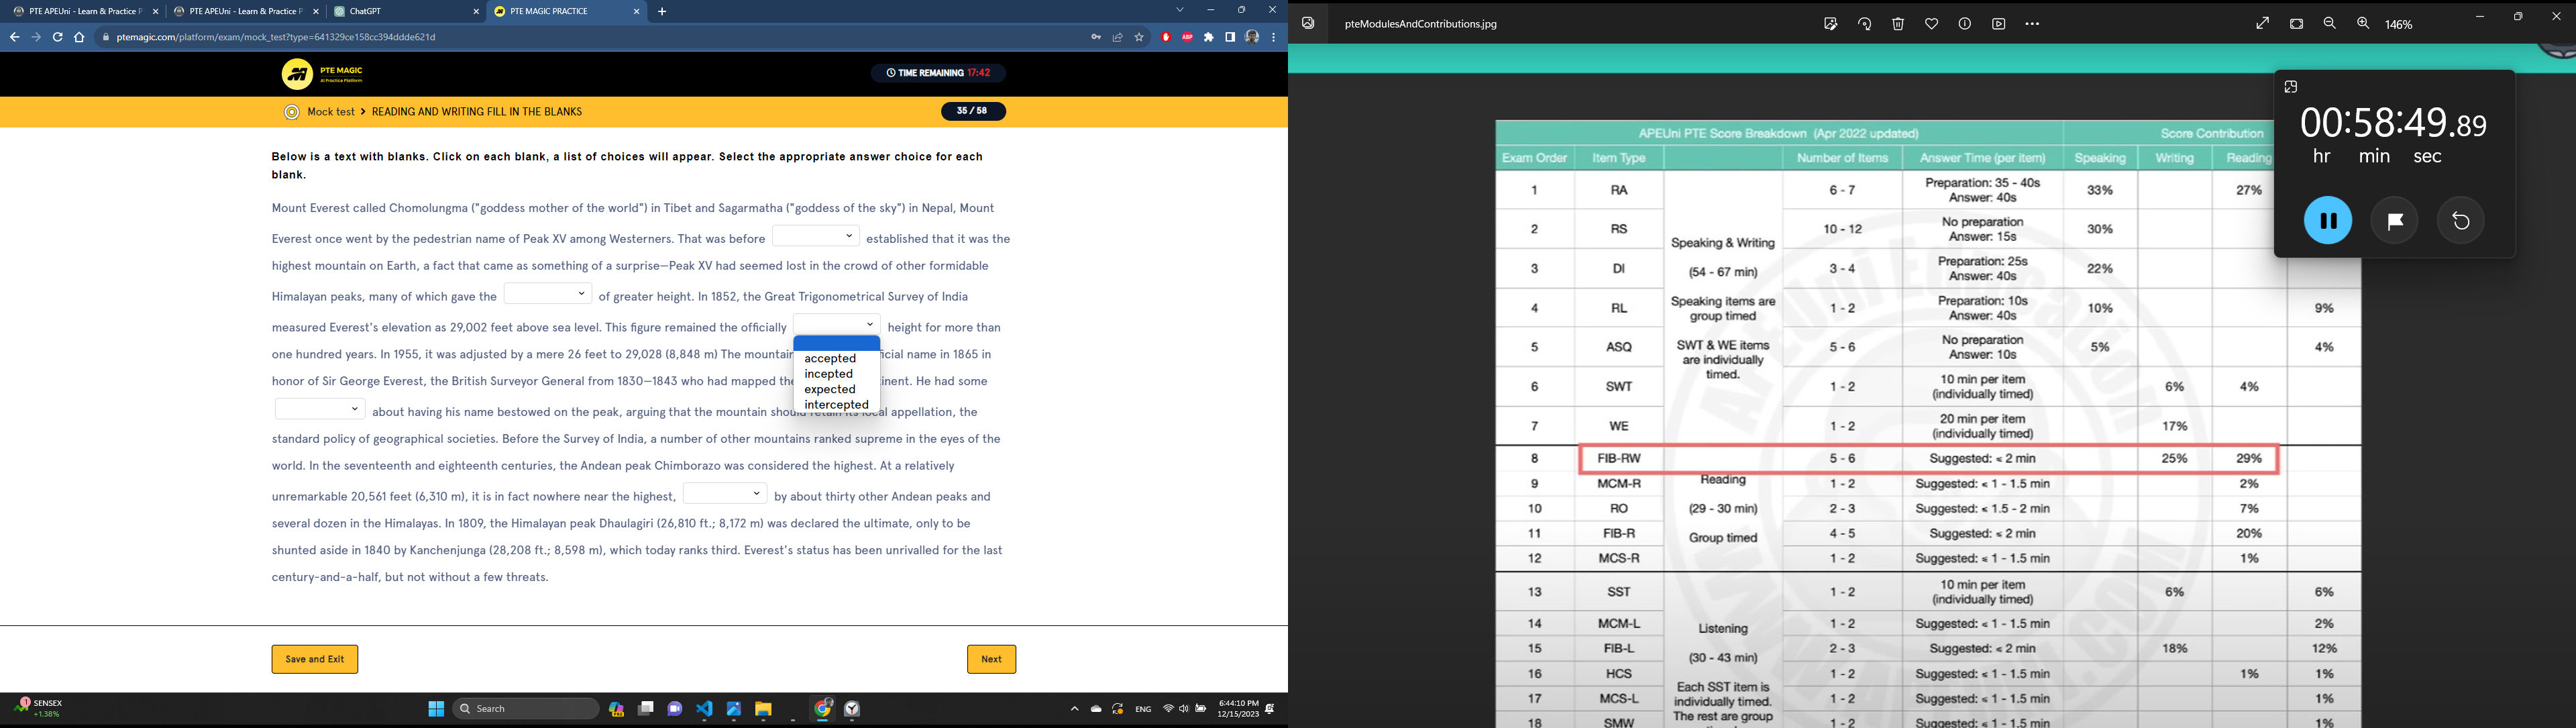 PTE APEUni - Learn & Practice P
PTE APEUni - Learn & Practice P
ChatGPT
PTE MAGIC PRACTICE
ptemagic.com/platform/exam/mock_test?type=641329ce158cc394ddde621d
ABP
PTE MAGIC
AI Practice Platform
TIME REMAINING 17:42
Mock test > READING AND WRITING FILL IN THE BLANKS
35 / 58
Below is a text with blanks. Click on each blank, a list of choices will appear. Select the appropriate answer choice for each
blank.
Mount Everest called Chomolungma ("goddess mother of the world") in Tibet and Sagarmatha ("goddess of the sky") in Nepal, Mount
Everest once went by the pedestrian name of Peak XV among Westerners. That was before established that it was the
highest mountain on Earth, a fact that came as something of a surprise—Peak XV had seemed lost in the crowd of other formidable
Himalayan peaks, many of which gave the of greater height. In 1852, the Great Trigonometrical Survey of India
measured Everest's elevation as 29,002 feet above sea level. This figure remained the officially height for more than
one hundred years. In 1955, it was adjusted by a mere 26 feet to 29,028 (8,848 m) The mountain icial name in 1865 in
honor of Sir George Everest, the British Surveyor General from 1830—1843 who had mapped the inent. He had some
accepted
incepted
expected
intercepted
about having his name bestowed on the peak, arguing that the mountain should retain its local appellation, the
standard policy of geographical societies. Before the Survey of India, a number of other mountains ranked supreme in the eyes of the
world. In the seventeenth and eighteenth centuries, the Andean peak Chimborazo was considered the highest. At a relatively
unremarkable 20,561 feet (6,310 m), it is in fact nowhere near the highest, by about thirty other Andean peaks and
several dozen in the Himalayas. In 1809, the Himalayan peak Dhaulagiri (26,810 ft.; 8,172 m) was declared the ultimate, only to be
shunted aside in 1840 by Kanchenjunga (28,208 ft.; 8,598 m), which today ranks third. Everest's status has been unrivalled for the last
century-and-a-half, but not without a few threats.
Save and Exit
Next
SENSEX
+1.38%
Search
ENG
6:44:10 PM
12/15/2023
pteModulesAndContributions.jpg
146%
00:58:49.89
hr min sec
APEUni PTE Score Breakdown (Apr 2022 updated) Score Contribution
Exam Order Item Type Number of Items Answer Time (per item) Speaking Writing Reading
1 RA 6 - 7 Preparation: 35 - 40s Answer: 40s 33% 27%
2 RS 10 - 12 No preparation Answer: 15s 30%
Speaking & Writing
(54 - 67 min)
3 DI 3 - 4 Preparation: 25s Answer: 40s 22%
Speaking items are
group timed
4 RL 1 - 2 Preparation: 10s Answer: 40s 10% 9%
SWT & WE items
are individually
timed.
5 ASQ 5 - 6 No preparation Answer: 10s 5% 4%
6 SWT 1 - 2 10 min per item (individually timed) 6% 4%
7 WE 1 - 2 20 min per item (individually timed) 17%
8 FIB-RW 5 - 6 Suggested: < 2 min 25% 29%
Reading
(29 - 30 min)
Group timed
9 MCM-R 1 - 2 Suggested: < 1 - 1.5 min 2%
10 RO 2 - 3 Suggested: < 1.5 - 2 min 7%
11 FIB-R 4 - 5 Suggested: < 2 min 20%
12 MCS-R 1 - 2 Suggested: < 1 - 1.5 min 1%
13 SST 1 - 2 10 min per item (individually timed) 6% 6%
Listening
(30 - 43 min)
Each SST item is
individually timed.
The rest are group
14 MCM-L 1 - 2 Suggested: < 1 - 1.5 min 2%
15 FIB-L 2 - 3 Suggested: < 2 min 18% 12%
16 HCS 1 - 2 Suggested: < 1 - 1.5 min 1% 1%
17 MCS-L 1 - 2 Suggested: < 1 - 1.5 min 1%
18 SMW 1 - 2 Suggested: < 1 - 1.5 min 1%